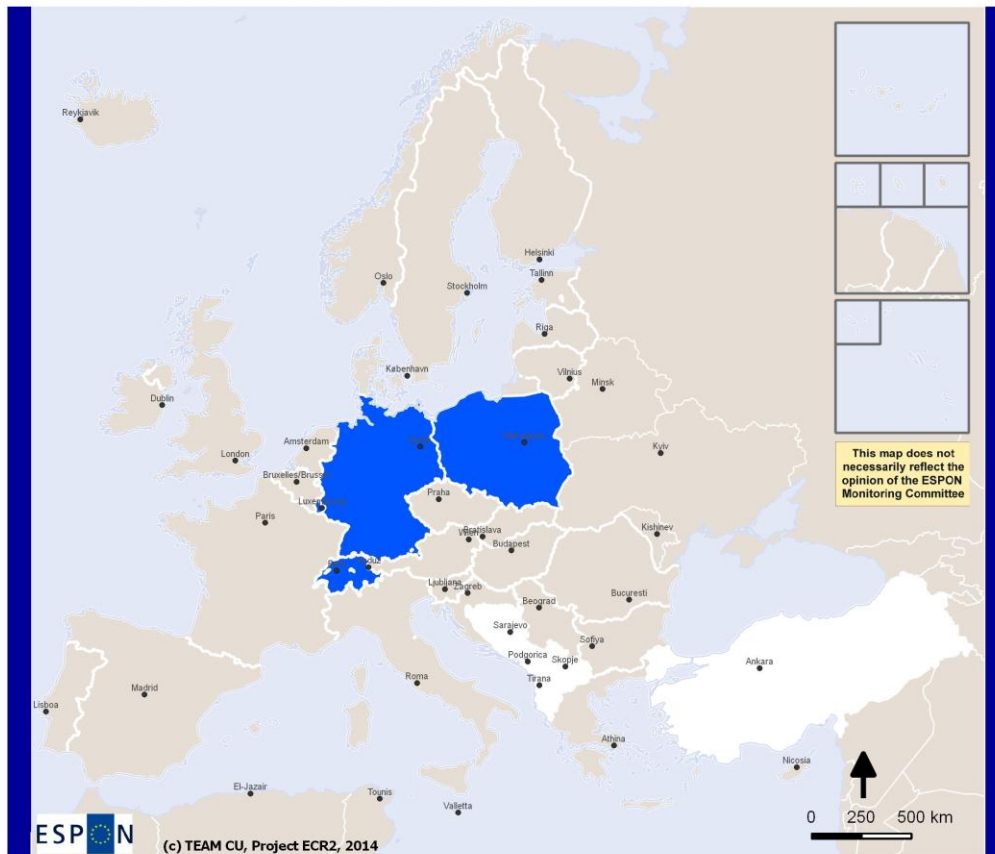 Reykjavik
Helsinki
Tallinn
Oslo
Stockholm
Riga
København
Vilnius
Minsk
Dublin
Amsterdam
London
Kyiv
Bruxelles/Brussel
This map does not
necessarily reflect the
opinion of the ESPON
Monitoring Committee
Praha
Paris
Kishinev
Bratislava
Wien
Budapest
Ljubljana
Zagreb
Bucuresti
Beograd
Sarajevo
Sofiya
Podgorica
Skopje
Ankara
Roma
Tirana
Madrid
Lisboa
Athina
Nicosia
El-Jazair
Tounis
Valletta
0 250 500 km
ESPON
(c) TEAM CU, Project ECR2, 2014